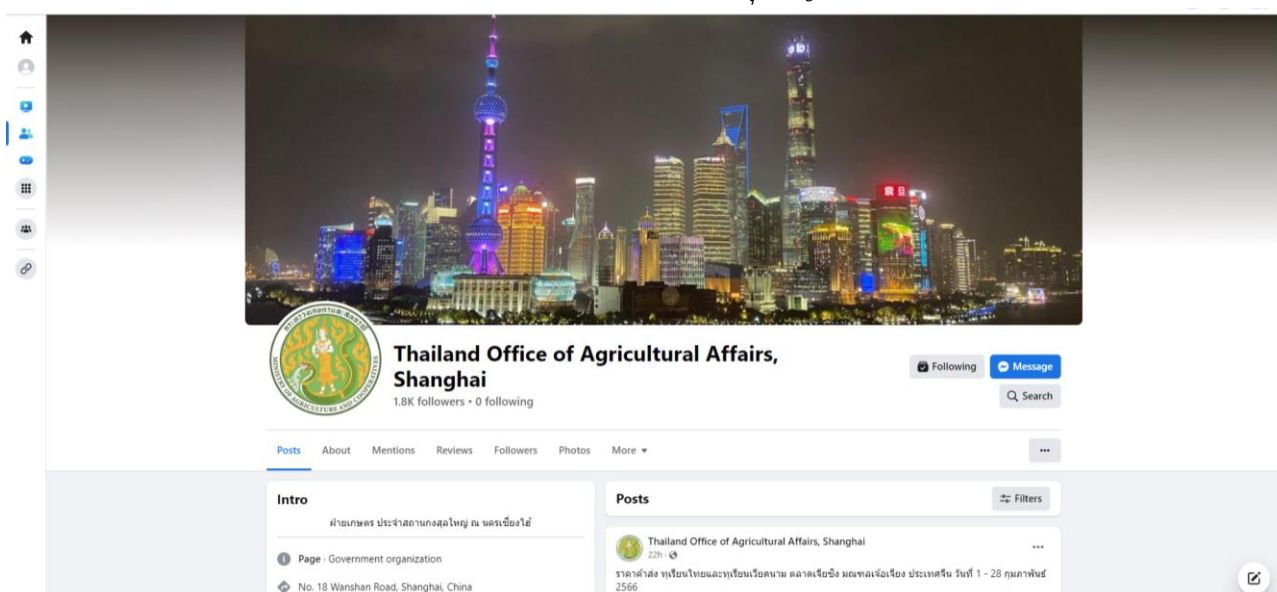 震旦
Thailand Office of Agricultural Affairs,
Shanghai
1.8K followers • 0 following
Following
Message
Search
MINISTRY OF AGRICULTURE AND COOPERATIVES
Posts About Mentions Reviews Followers Photos More
Intro
ฝ่ายเกษตร ประจำสถานกงสุลใหญ่ ณ นครเซี่ยงไฮ้
Page · Government organization
No. 18 Wanshan Road, Shanghai, China
Posts
Filters
Thailand Office of Agricultural Affairs, Shanghai
22h
ราคาค้าส่ง ทุเรียนไทยและทุเรียนเวียดนาม ตลาดเจียซิง มณฑลเจ้อเจียง ประเทศจีน วันที่ 1 - 28 กุมภาพันธ์
2566